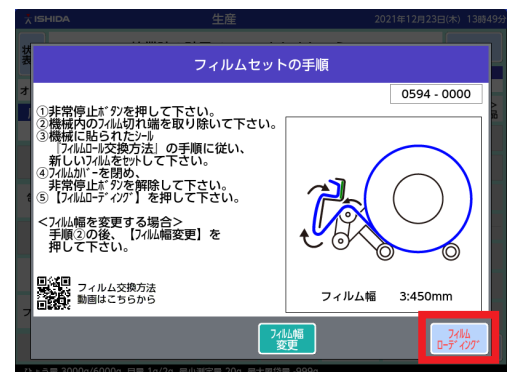 ISHIDA
生産
2021年12月23日(木) 13時49分
フィルムセットの手順
0594 - 0000
①非常停止ﾎﾞﾀﾝを押して下さい。
②機械内のﾌｨﾙﾑ切れ端を取り除いて下さい。
③機械に貼られたｼｰﾙ
『ﾌｨﾙﾑﾛｰﾙ交換方法』の手順に従い、
新しいﾌｨﾙﾑをｾｯﾄして下さい。
④ﾌｨﾙﾑｶﾊﾞｰを閉め、
非常停止ﾎﾞﾀﾝを解除して下さい。
⑤【ﾌｨﾙﾑﾛｰﾃﾞｨﾝｸﾞ】を押して下さい。
<ﾌｨﾙﾑ幅を変更する場合>
手順②の後、【ﾌｨﾙﾑ幅変更】を
押して下さい。
フィルム交換方法
動画はこちらから
フィルム幅 3:450mm
ﾌｨﾙﾑ幅
変更
ﾌｨﾙﾑ
ﾛｰﾃﾞｨﾝｸﾞ